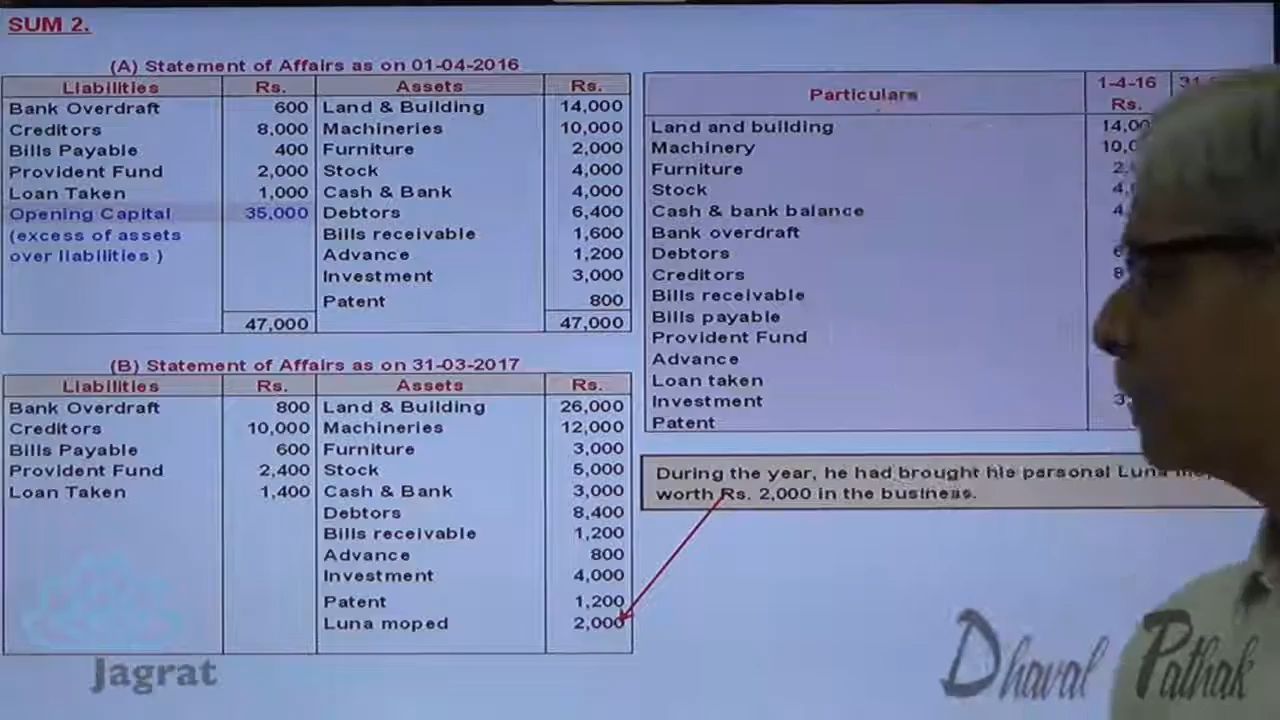 SUM 2.
(A) Statement of Affairs as on 01-04-2016
Liabilities Rs. Assets Rs.
Bank Overdraft 600 Land & Building 14,000
Creditors 8,000 Machineries 10,000
Bills Payable 400 Furniture 2,000
Provident Fund 2,000 Stock 4,000
Loan Taken 1,000 Cash & Bank 4,000
Opening Capital 35,000 Debtors 6,400
(excess of assets Bills receivable 1,600
over liabilities ) Advance 1,200
Investment 3,000
Patent 800
47,000 47,000
(B) Statement of Affairs as on 31-03-2017
Liabilities Rs. Assets Rs.
Bank Overdraft 800 Land & Building 26,000
Creditors 10,000 Machineries 12,000
Bills Payable 600 Furniture 3,000
Provident Fund 2,400 Stock 5,000
Loan Taken 1,400 Cash & Bank 3,000
Debtors 8,400
Bills receivable 1,200
Advance 800
Investment 4,000
Patent 1,200
Luna moped 2,000
Particulars 1-4-16
Rs.
Land and building
Machinery
Furniture
Stock
Cash & bank balance
Bank overdraft
Debtors
Creditors
Bills receivable
Bills payable
Provident Fund
Advance
Loan taken
Investment
Patent
During the year, he had brought his personal Luna
worth Rs. 2,000 in the business.
Jagrat
Dhaval Pathak